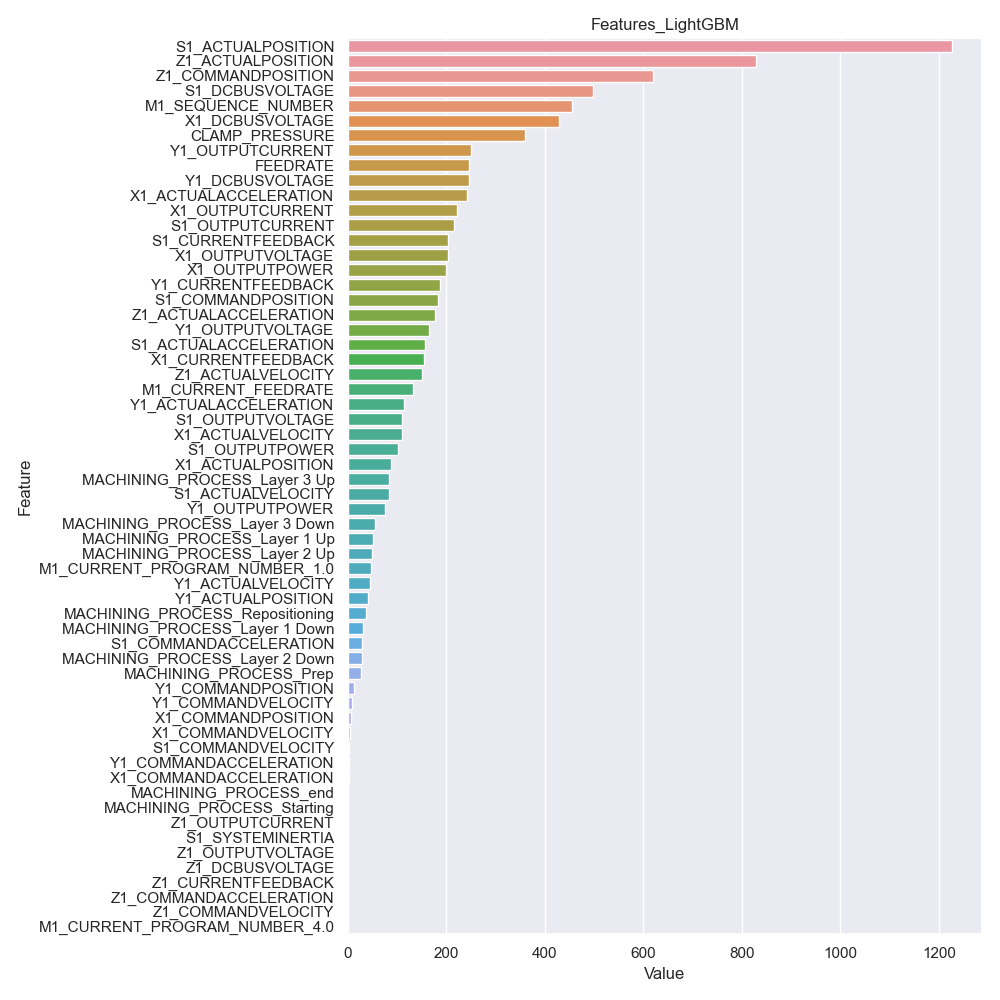 Features_LightGBM
S1_ACTUALPOSITION
Z1_ACTUALPOSITION
Z1_COMMANDPOSITION
S1_DCBUSVOLTAGE
M1_SEQUENCE_NUMBER
X1_DCBUSVOLTAGE
CLAMP_PRESSURE
Y1_OUTPUTCURRENT
FEEDRATE
Y1_DCBUSVOLTAGE
X1_ACTUALACCELERATION
X1_OUTPUTCURRENT
S1_OUTPUTCURRENT
S1_CURRENTFEEDBACK
X1_OUTPUTVOLTAGE
X1_OUTPUTPOWER
Y1_CURRENTFEEDBACK
S1_COMMANDPOSITION
Z1_ACTUALACCELERATION
Y1_OUTPUTVOLTAGE
S1_ACTUALACCELERATION
X1_CURRENTFEEDBACK
Z1_ACTUALVELOCITY
M1_CURRENT_FEEDRATE
Y1_ACTUALACCELERATION
S1_OUTPUTVOLTAGE
X1_ACTUALVELOCITY
S1_OUTPUTPOWER
X1_ACTUALPOSITION
MACHINING_PROCESS_Layer 3 Up
S1_ACTUALVELOCITY
Y1_OUTPUTPOWER
MACHINING_PROCESS_Layer 3 Down
MACHINING_PROCESS_Layer 1 Up
MACHINING_PROCESS_Layer 2 Up
M1_CURRENT_PROGRAM_NUMBER_1.0
Y1_ACTUALVELOCITY
Y1_ACTUALPOSITION
MACHINING_PROCESS_Repositioning
MACHINING_PROCESS_Layer 1 Down
S1_COMMANDACCELERATION
MACHINING_PROCESS_Layer 2 Down
MACHINING_PROCESS_Prep
Y1_COMMANDPOSITION
Y1_COMMANDVELOCITY
X1_COMMANDPOSITION
X1_COMMANDVELOCITY
S1_COMMANDVELOCITY
Y1_COMMANDACCELERATION
X1_COMMANDACCELERATION
MACHINING_PROCESS_end
MACHINING_PROCESS_Starting
Z1_OUTPUTCURRENT
S1_SYSTEMINERTIA
Z1_OUTPUTVOLTAGE
Z1_DCBUSVOLTAGE
Z1_CURRENTFEEDBACK
Z1_COMMANDACCELERATION
Z1_COMMANDVELOCITY
M1_CURRENT_PROGRAM_NUMBER_4.0
Feature
0 200 400 600 800 1000 1200
Value